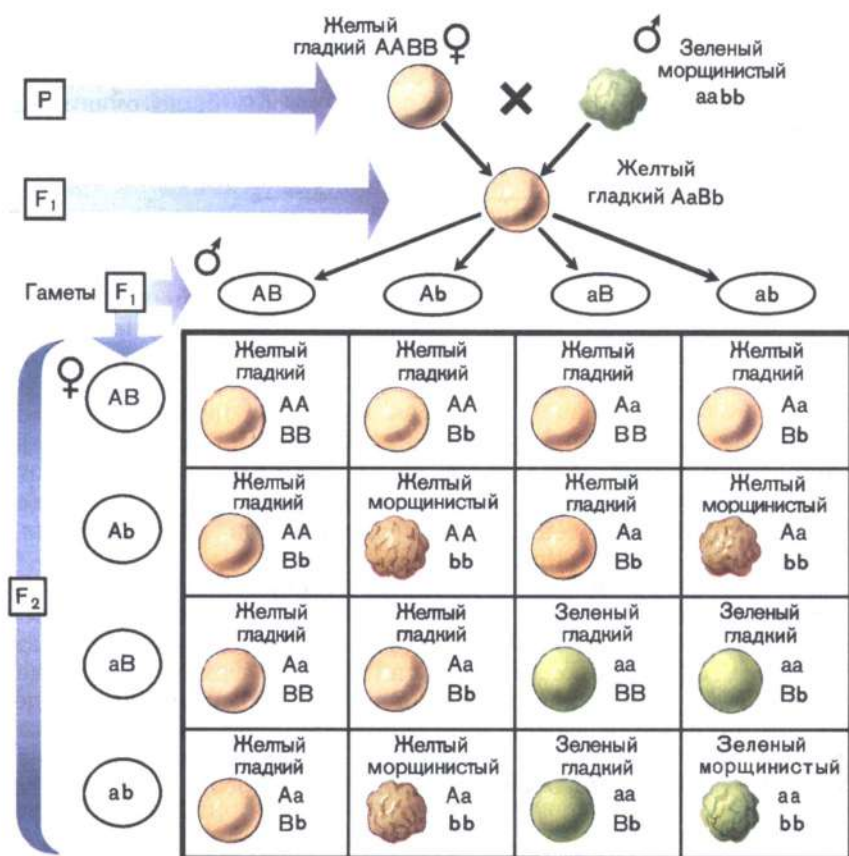 Желтый
гладкий AABB ♀
♂
Зеленый
морщинистый
aabb
P
×
F₁
Желтый
гладкий AaBb
Гаметы F₁
♂
AB
Ab
aB
ab
♀
F₂
AB
Желтый
гладкий
AA
BB
Желтый
гладкий
AA
Bb
Желтый
гладкий
Aa
BB
Желтый
гладкий
Aa
Bb
Ab
Желтый
гладкий
AA
Bb
Желтый
морщинистый
AA
bb
Желтый
гладкий
Aa
Bb
Желтый
морщинистый
Aa
bb
aB
Желтый
гладкий
Aa
BB
Желтый
гладкий
Aa
Bb
Зеленый
гладкий
aa
BB
Зеленый
гладкий
aa
Bb
ab
Желтый
гладкий
Aa
Bb
Желтый
морщинистый
Aa
bb
Зеленый
гладкий
aa
Bb
Зеленый
морщинистый
aa
bb